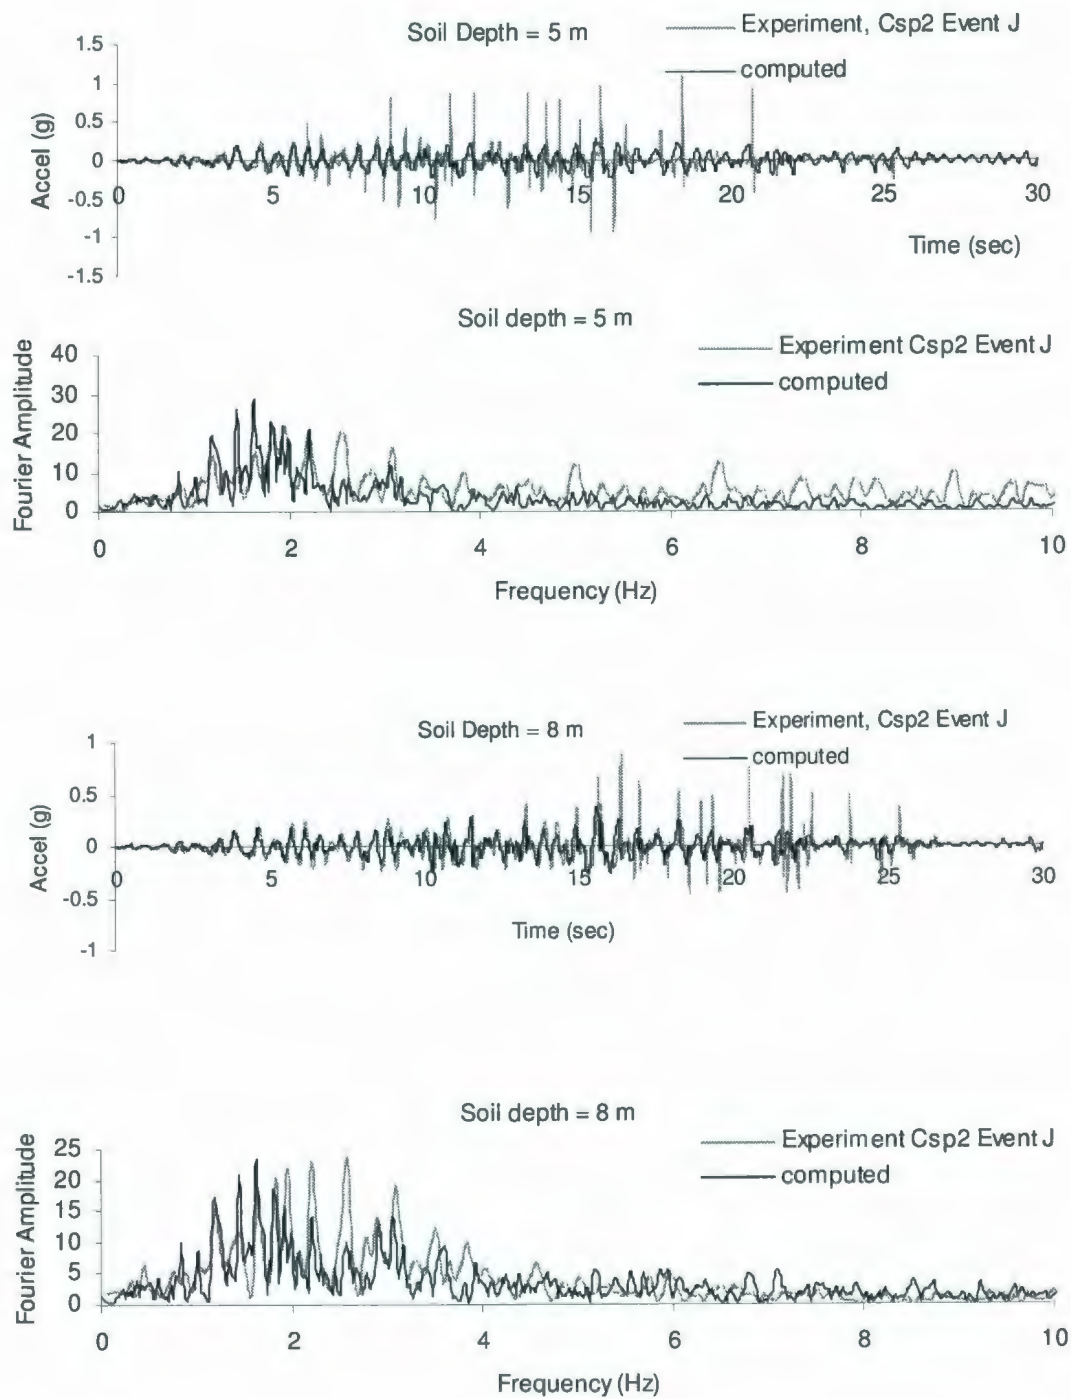 Soil Depth = 5 m
Experiment, Csp2 Event J
computed
Accel (g)
1.5
1
0.5
0
-0.5
-1
-1.5
0 5 10 15 20 25 30
Time (sec)
Soil depth = 5 m
Experiment Csp2 Event J
computed
Fourier Amplitude
40
30
20
10
0
0 2 4 6 8 10
Frequency (Hz)
Soil Depth = 8 m
Experiment, Csp2 Event J
computed
Accel (g)
1
0.5
0
-0.5
-1
0 5 10 15 20 25 30
Time (sec)
Soil depth = 8 m
Experiment Csp2 Event J
computed
Fourier Amplitude
25
20
15
10
5
0
0 2 4 6 8 10
Frequency (Hz)